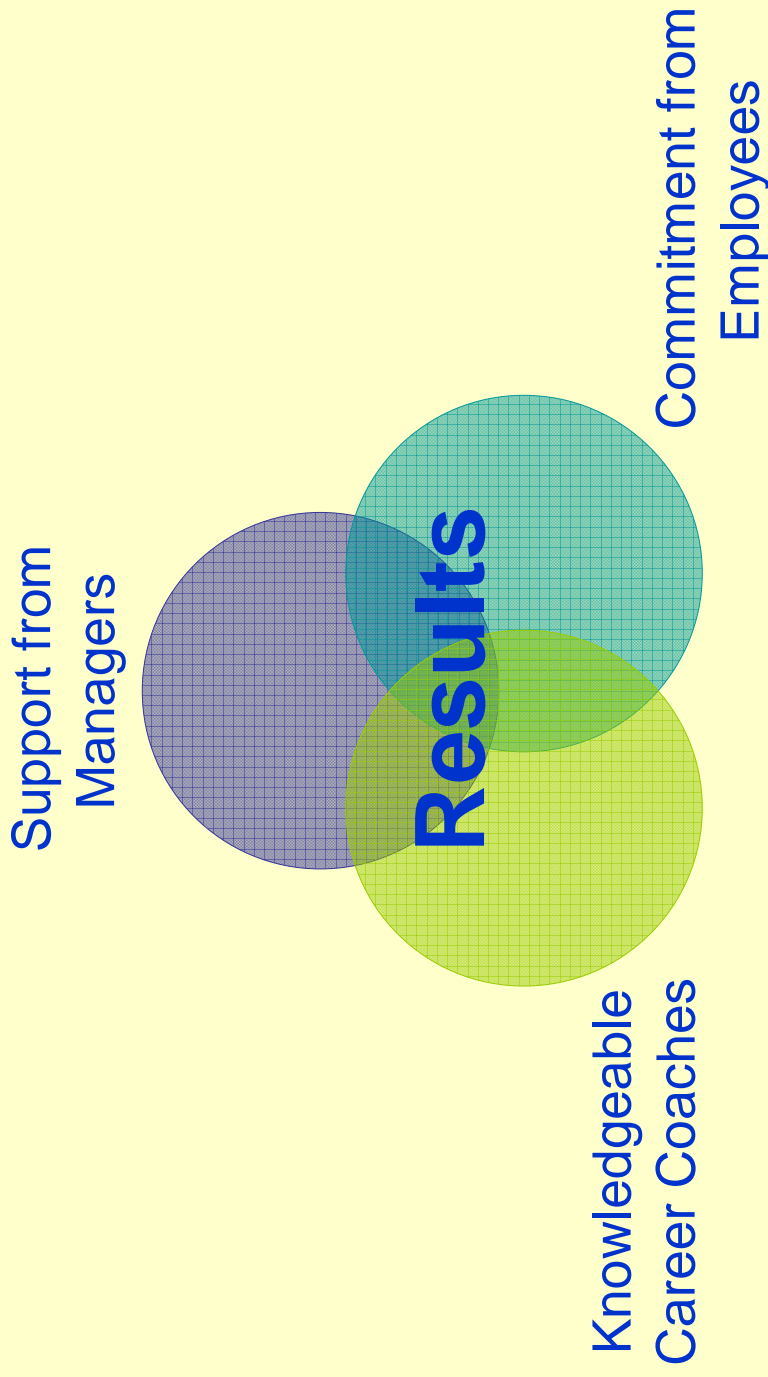 Support from
Managers
Results
Knowledgeable
Career Coaches
Commitment from
Employees